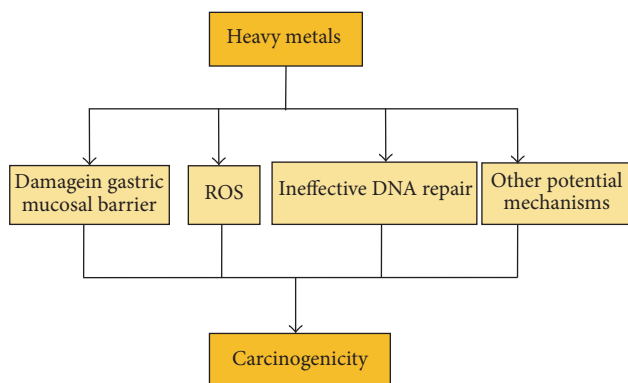 Heavy metals
Damagein gastric
mucosal barrier
ROS
Ineffective DNA repair
Other potential
mechanisms
Carcinogenicity